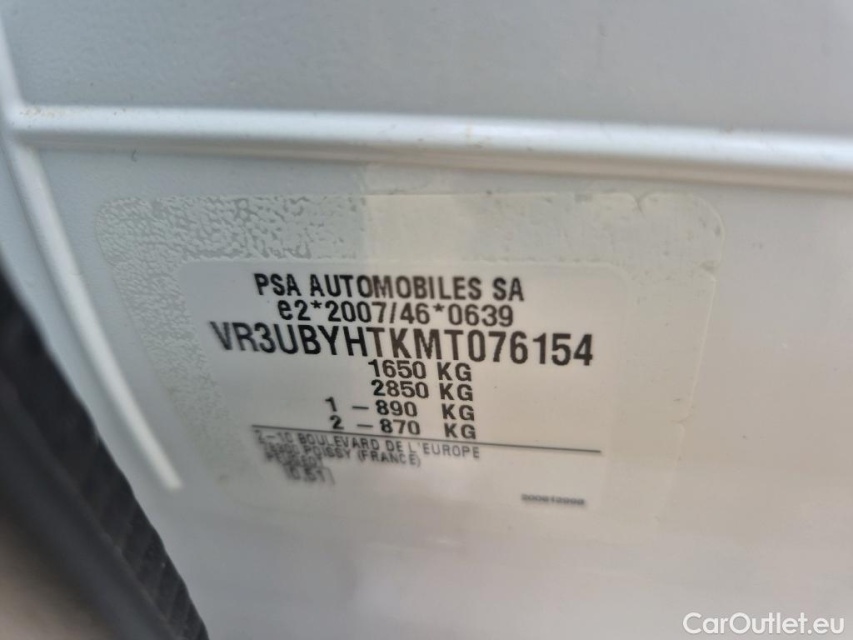 PSA AUTOMOBILES SA
e2*2007/46*0639
VR3UBYHTKMT076154
1650 KG
2850 KG
1 - 890 KG
2 - 870 KG
2-10 BOULEVARD DE L'EUROPE
POISSY (FRANCE)
CarOutlet.eu